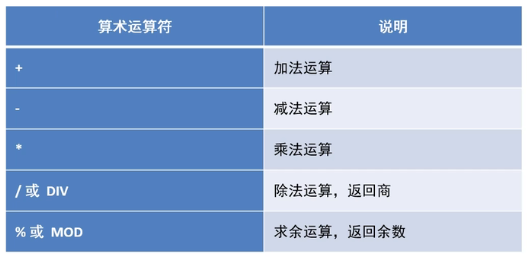 算术运算符 说明
+ 加法运算
- 减法运算
* 乘法运算
/ 或 DIV 除法运算，返回商
% 或 MOD 求余运算，返回余数